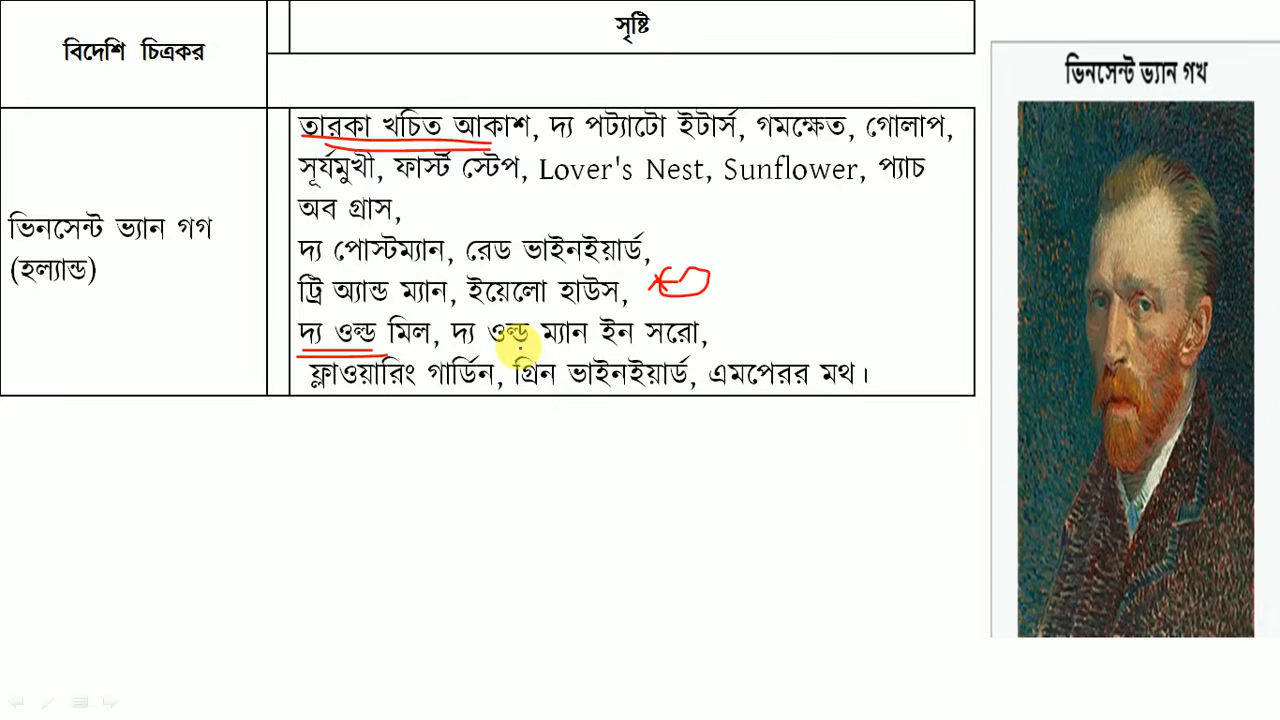 বিদেশি চিত্রকর
সৃষ্টি
ভিনসেন্ট ভ্যান গগ
(হল্যান্ড)
তারকা খচিত আকাশ, দ্য পট্যাটো ইটার্স, গমক্ষেত, গোলাপ,
সূর্যমুখী, ফার্স্ট স্টেপ, Lover's Nest, Sunflower, প্যাচ
অব গ্রাস,
দ্য পোস্টম্যান, রেড ভাইনইয়ার্ড,
ট্রি অ্যান্ড ম্যান, ইয়েলো হাউস,
দ্য ওল্ড মিল, দ্য ওল্ড ম্যান ইন সরো,
ফ্লাওয়ারিং গার্ডিন, গ্রিন ভাইনইয়ার্ড, এমপেরর মথ।
ভিনসেন্ট ভ্যান গখ